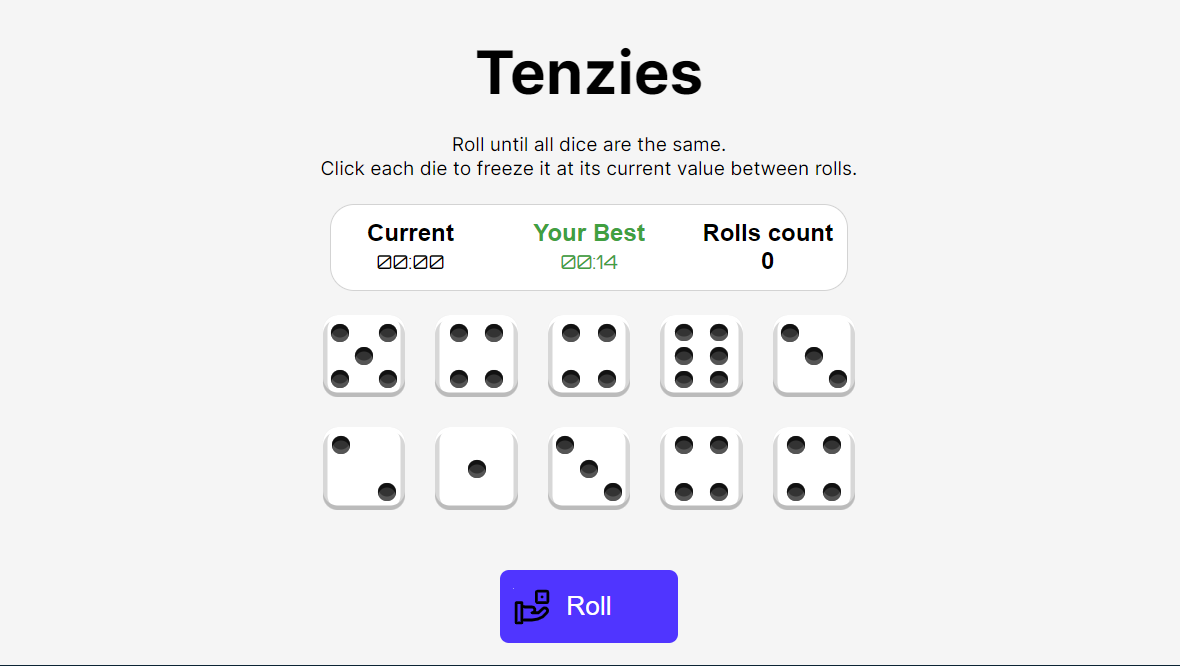 Tenzies
Roll until all dice are the same.
Click each die to freeze it at its current value between rolls.
Current
00:00
Your Best
00:14
Rolls count
0
Roll